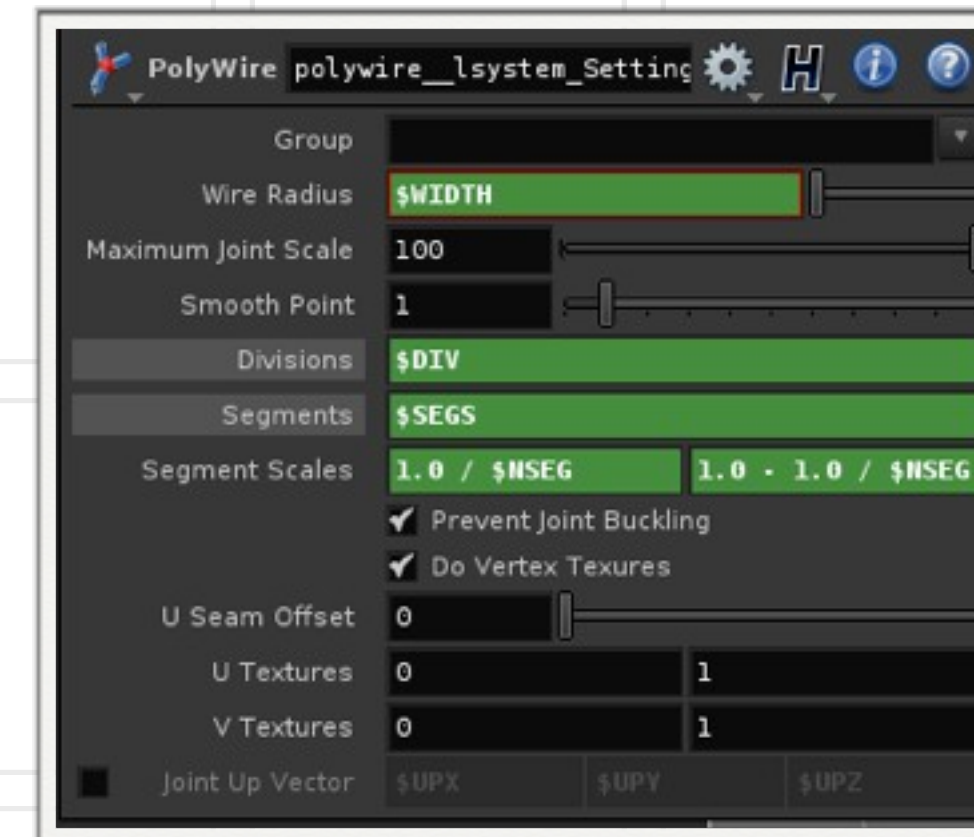 PolyWire polywire__lsystem_Setting
Group
Wire Radius $WIDTH
Maximum Joint Scale 100
Smooth Point 1
Divisions $DIV
Segments $SEGS
Segment Scales 1.0 / $NSEG 1.0 - 1.0 / $NSEG
Prevent Joint Buckling
Do Vertex Texures
U Seam Offset 0
U Textures 0 1
V Textures 0 1
Joint Up Vector $UPX $UPY $UPZ